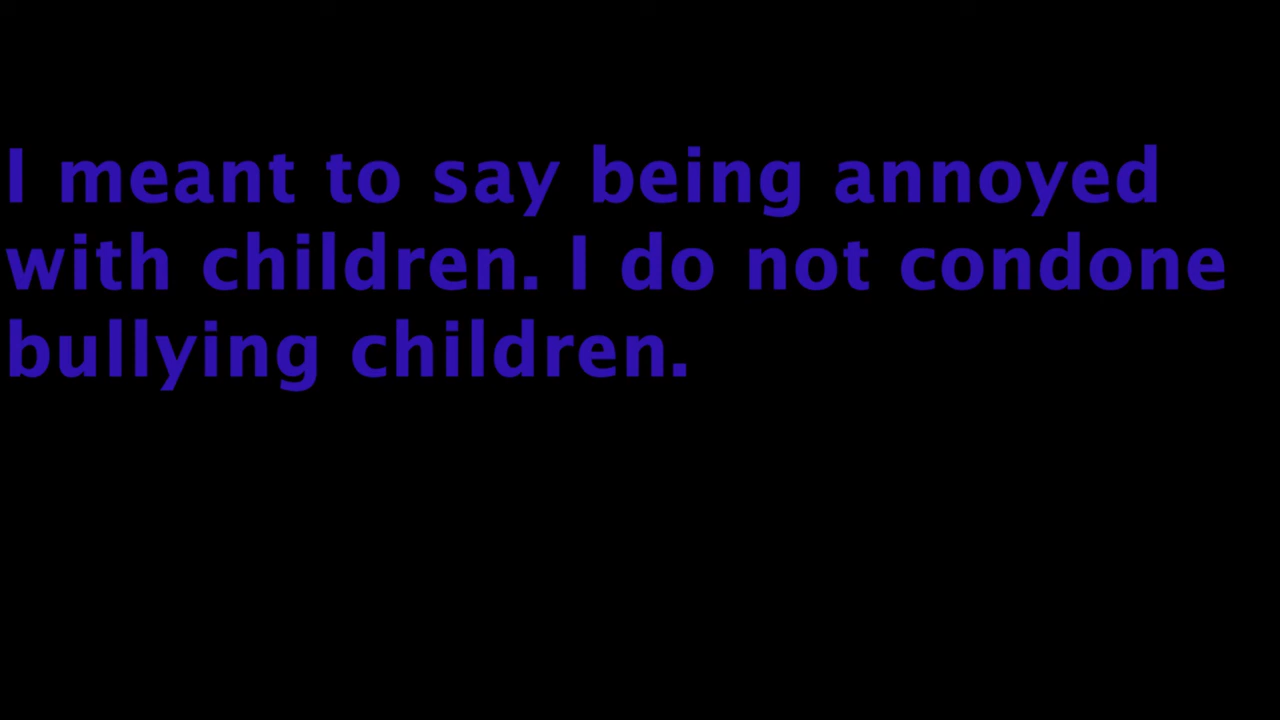 I meant to say being annoyed
with children. I do not condone
bullying children.